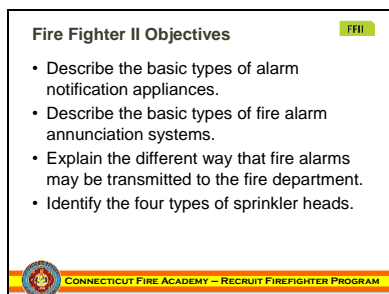 Fire Fighter II Objectives
FFII
• Describe the basic types of alarm
notification appliances.
• Describe the basic types of fire alarm
annunciation systems.
• Explain the different way that fire alarms
may be transmitted to the fire department.
• Identify the four types of sprinkler heads.
CONNECTICUT FIRE ACADEMY – RECRUIT FIREFIGHTER PROGRAM